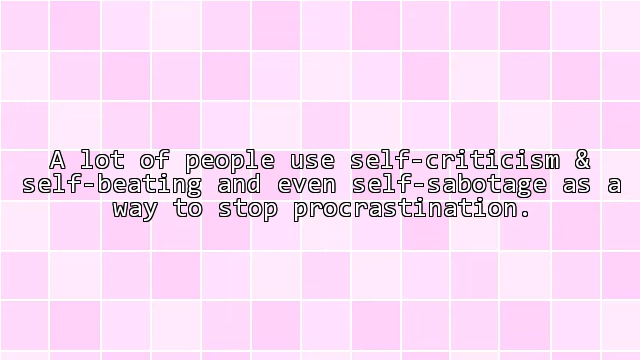 A lot of people use self-criticism &
self-beating and even self-sabotage as a
way to stop procrastination.